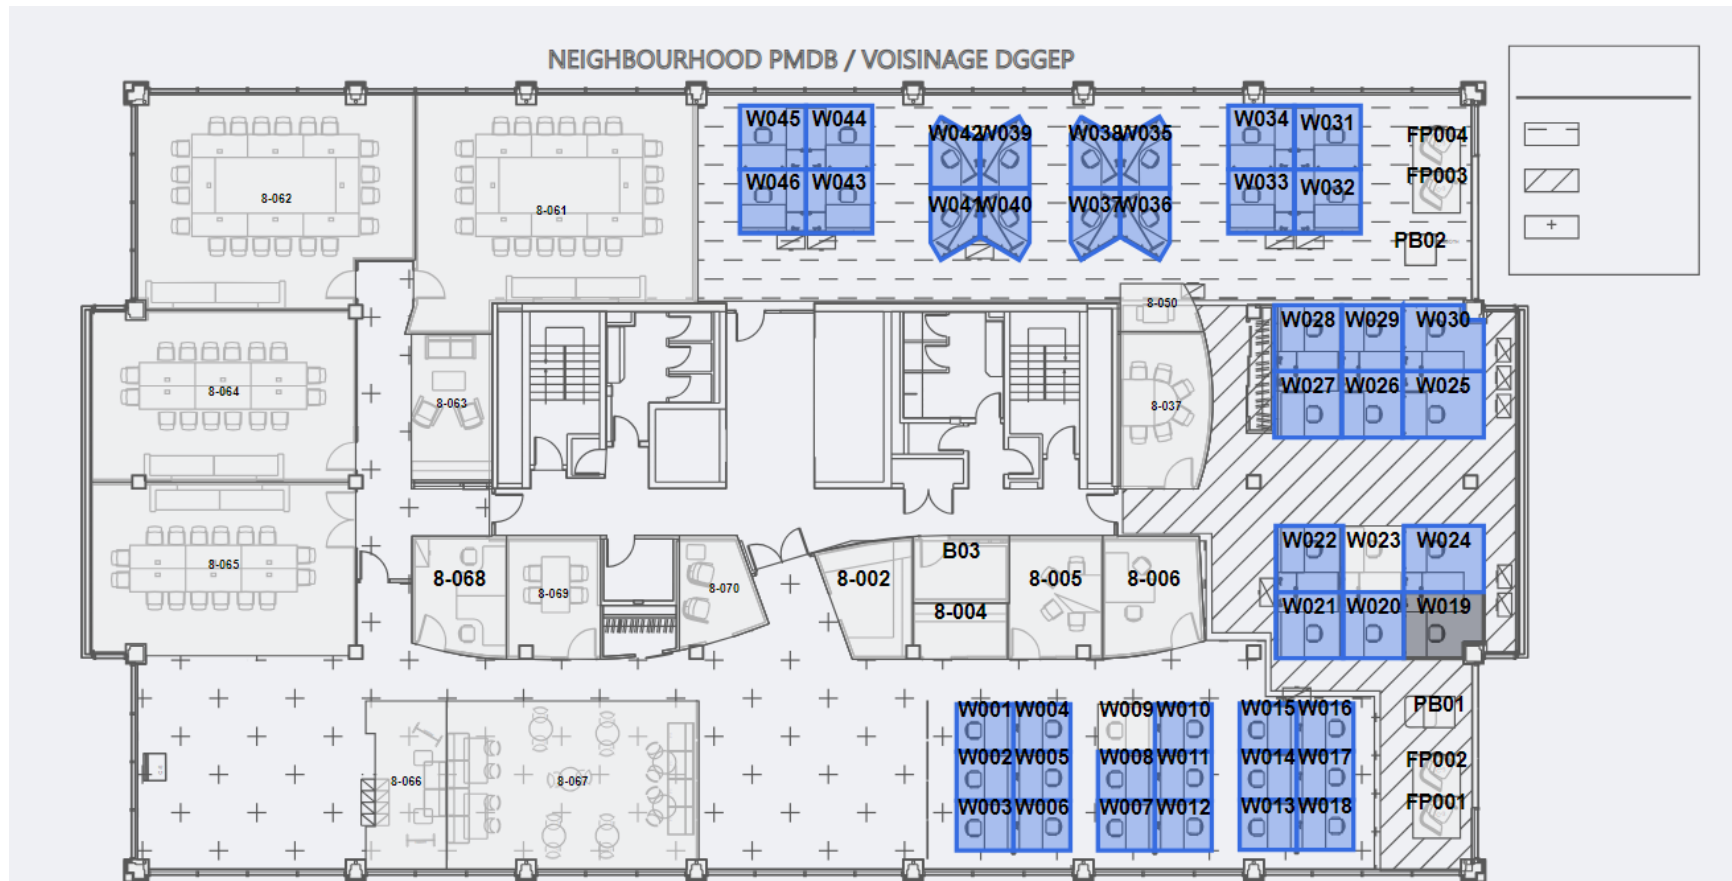 NEIGHBOURHOOD PMDB / VOISINAGE DGGEP
W045 W044 W042 W039 W038 W035 W034 W031 FP004
W046 W043 W041 W040 W037 W036 W033 W032 FP003
8-062 8-061 PB02
8-050
W028 W029 W030
8-064 8-063 8-037 W027 W026 W025
W022 W023 W024
8-065 8-068 8-069 8-070 8-002 B03 8-005 8-006
8-004 W021 W020 W019
W001 W004 W009 W010 W015 W016 PB01
8-066 8-067 W002 W005 W008 W011 W014 W017 FP002
W003 W006 W007 W012 W013 W018 FP001